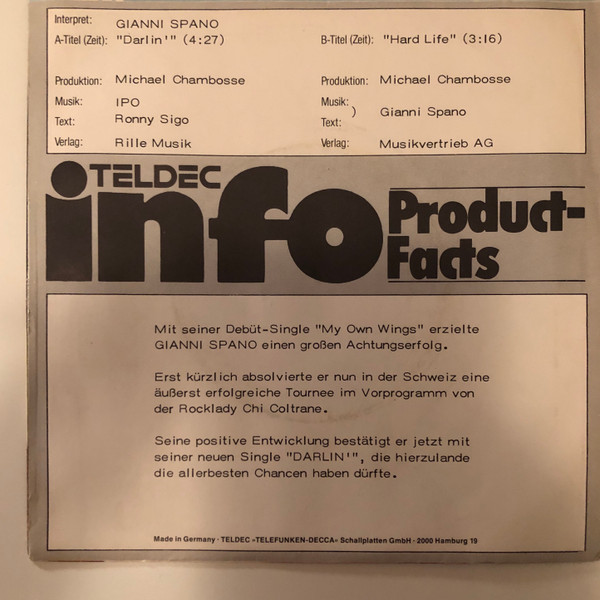 Interpret: GIANNI SPANO
A-Titel (Zeit): "Darlin'" (4:27) B-Titel (Zeit): "Hard Life" (3:16)
Produktion: Michael Chambosse Produktion: Michael Chambosse
Musik: IPO Musik:
) Gianni Spano
Text: Ronny Sigo Text:
Verlag: Rille Musik Verlag: Musikvertrieb AG
TELDEC
info Product-
Facts
Mit seiner Debüt-Single "My Own Wings" erzielte
GIANNI SPANO einen großen Achtungserfolg.
Erst kürzlich absolvierte er nun in der Schweiz eine
äußerst erfolgreiche Tournee im Vorprogramm von
der Rocklady Chi Coltrane.
Seine positive Entwicklung bestätigt er jetzt mit
seiner neuen Single "DARLIN'", die hierzulande
die allerbesten Chancen haben dürfte.
Made in Germany · TELDEC »TELEFUNKEN-DECCA« Schallplatten GmbH · 2000 Hamburg 19